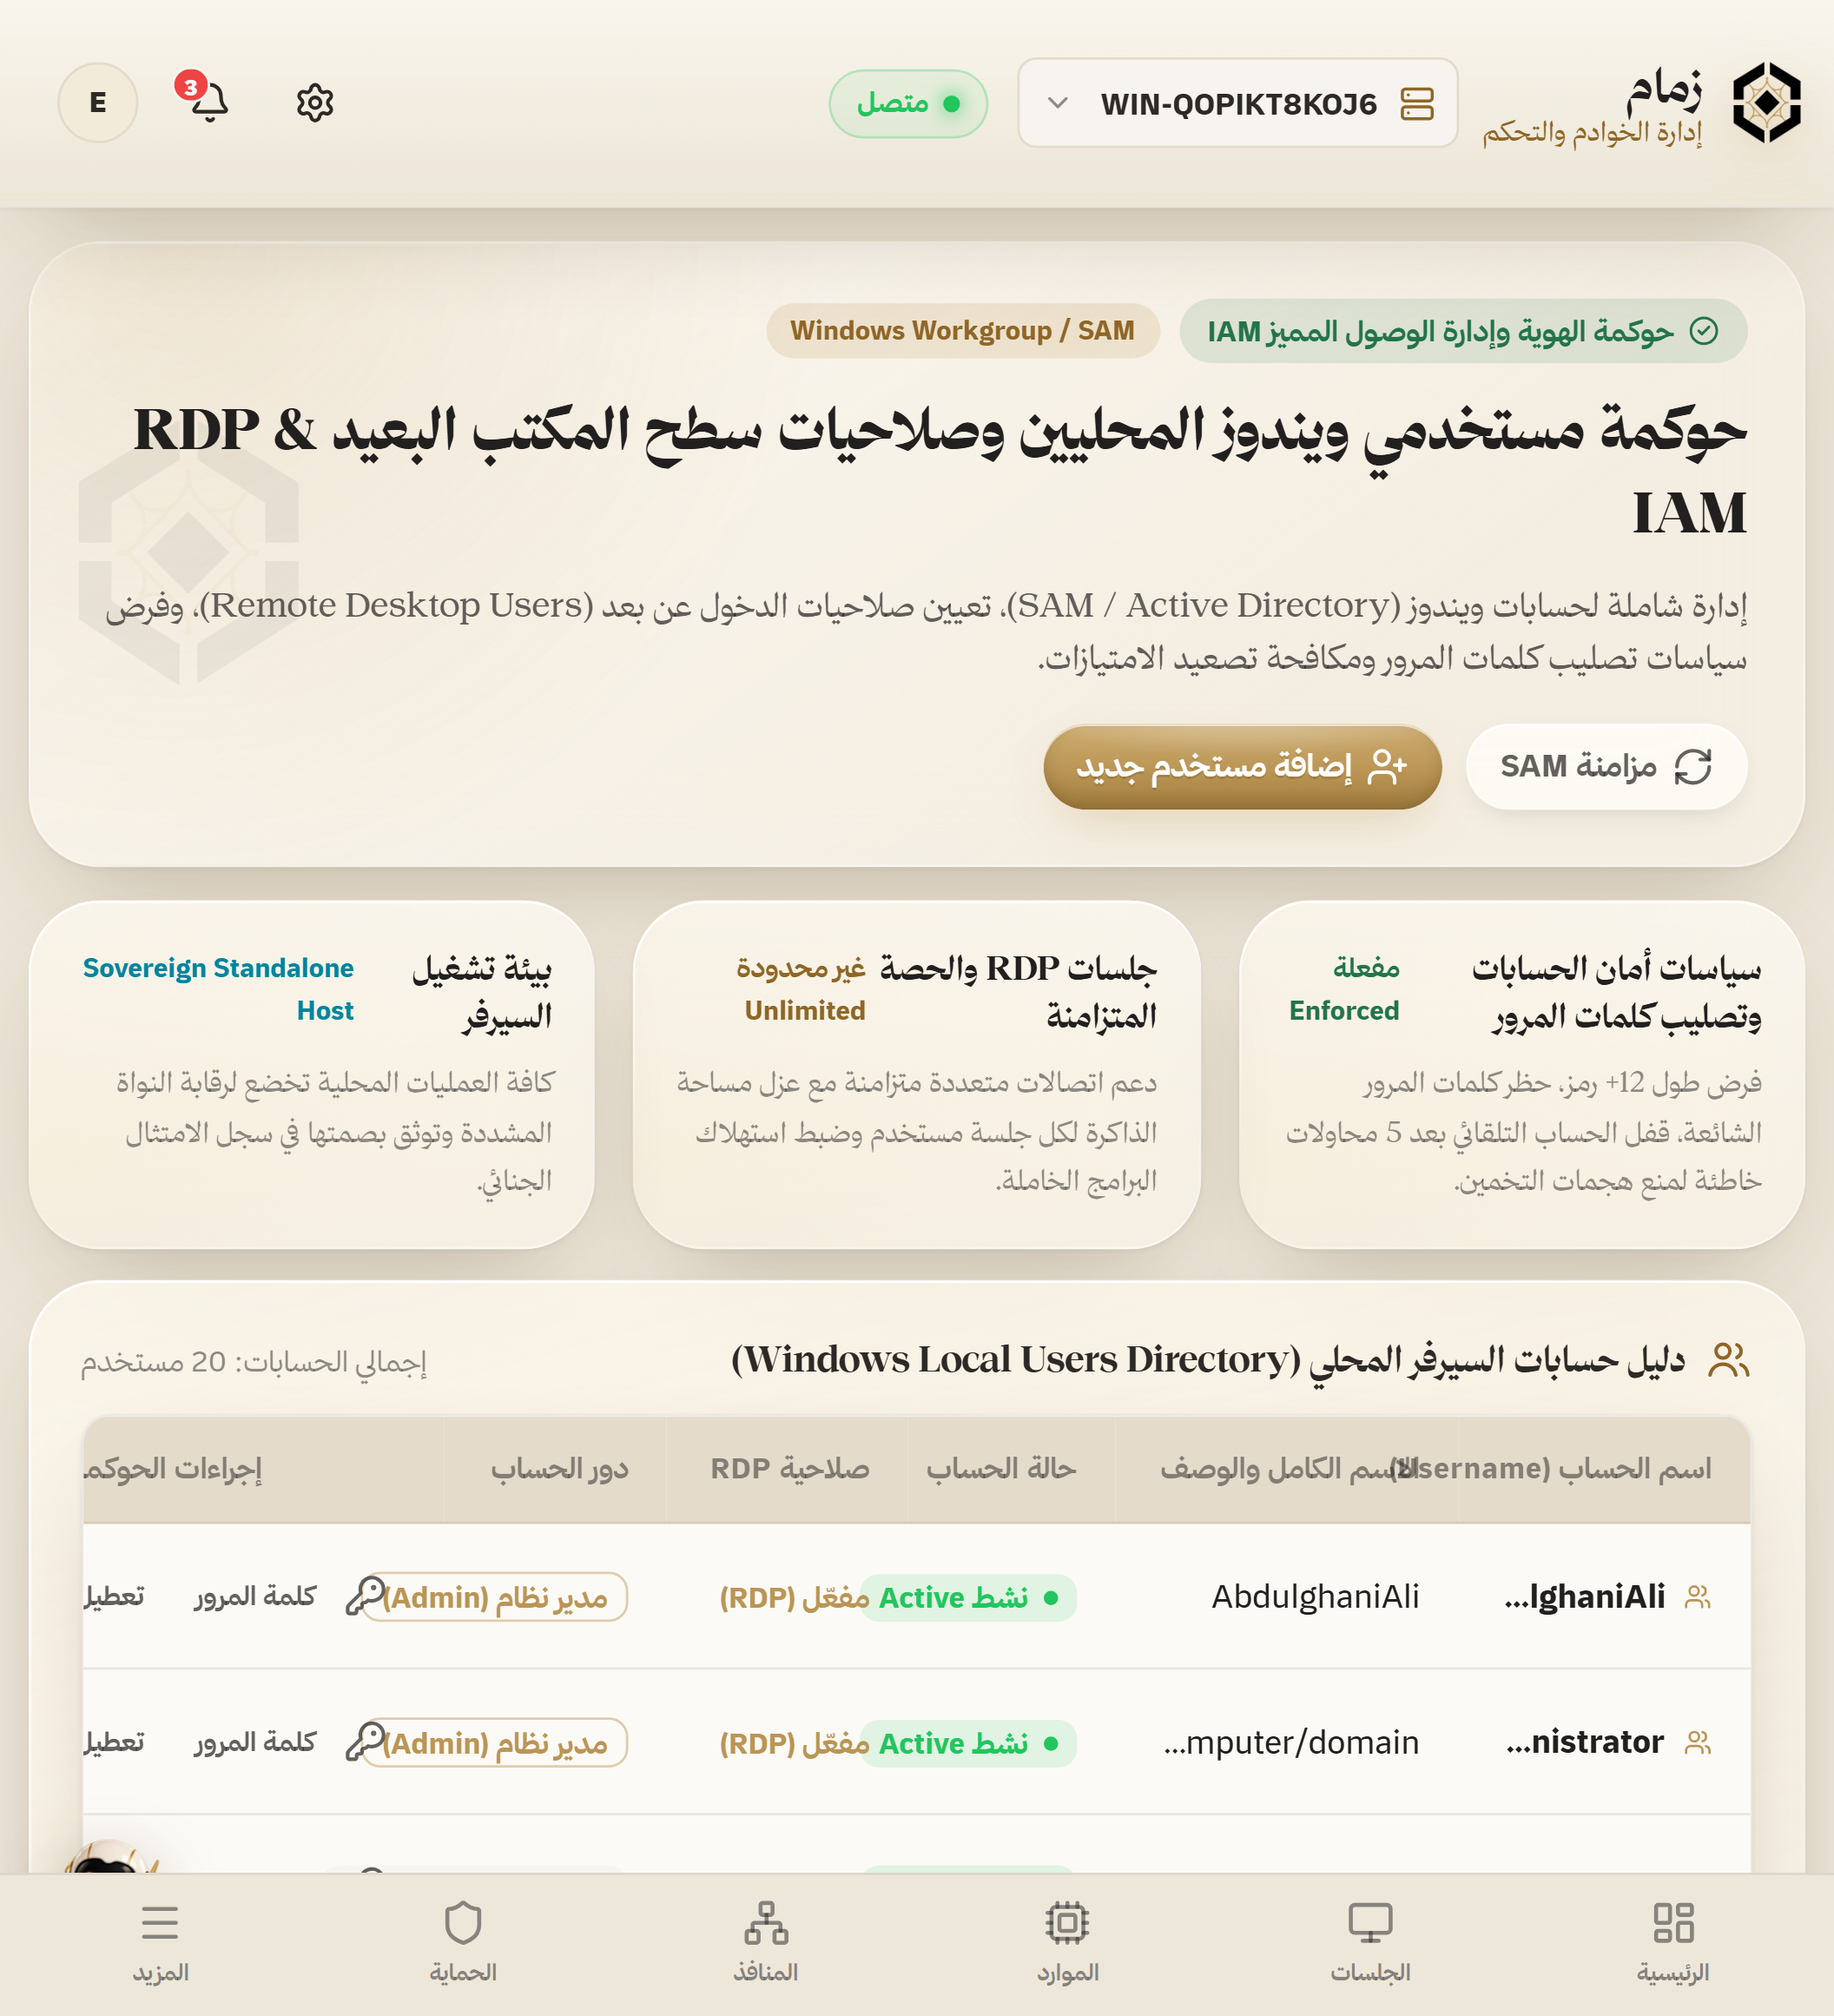 زمام
إدارة الخوادم والتحكم
WIN-QOPIKT8KOJ6
متصل
3
E
حوكمة الهوية وإدارة الوصول المميز IAM
Windows Workgroup / SAM
حوكمة مستخدمي ويندوز المحليين وصلاحيات سطح المكتب البعيد RDP &
IAM
إدارة شاملة لحسابات ويندوز (SAM / Active Directory)، تعيين صلاحيات الدخول عن بعد (Remote Desktop Users)، وفرض
سياسات تصليب كلمات المرور ومكافحة تصعيد الامتيازات.
مزامنة SAM
إضافة مستخدم جديد
سياسات أمان الحسابات
وتصليب كلمات المرور
مفعلة
Enforced
فرض طول 12+ رمز، حظر كلمات المرور
الشائعة، قفل الحساب التلقائي بعد 5 محاولات
خاطئة لمنع هجمات التخمين.
جلسات RDP والحصة
المتزامنة
غير محدودة
Unlimited
دعم اتصالات متعددة متزامنة مع عزل مساحة
الذاكرة لكل جلسة مستخدم وضبط استهلاك
البرامج الخاملة.
بيئة تشغيل
السيرفر
Sovereign Standalone
Host
كافة العمليات المحلية تخضع لرقابة النواة
المشددة وتوثق بصمتها في سجل الامتثال
الجنائي.
دليل حسابات السيرفر المحلي (Windows Local Users Directory)
إجمالي الحسابات: 20 مستخدم
اسم الحساب (Username)
الاسم الكامل والوصف
حالة الحساب
صلاحية RDP
دور الحساب
إجراءات الحوكم
...lghaniAli
AbdulghaniAli
نشط Active
مفعّل (RDP)
مدير نظام (Admin)
كلمة المرور
تعطيل
...nistrator
...mputer/domain
نشط Active
مفعّل (RDP)
مدير نظام (Admin)
كلمة المرور
تعطيل
الرئيسية
الجلسات
الموارد
المنافذ
الحماية
المزيد